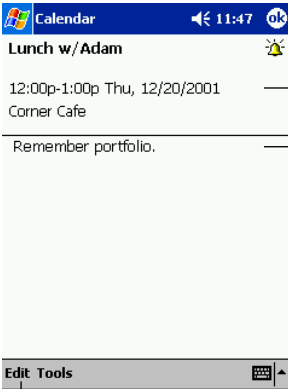 Calendar 11:47 ok
Lunch w/Adam
12:00p-1:00p Thu, 12/20/2001
Corner Cafe
Remember portfolio.
Edit Tools